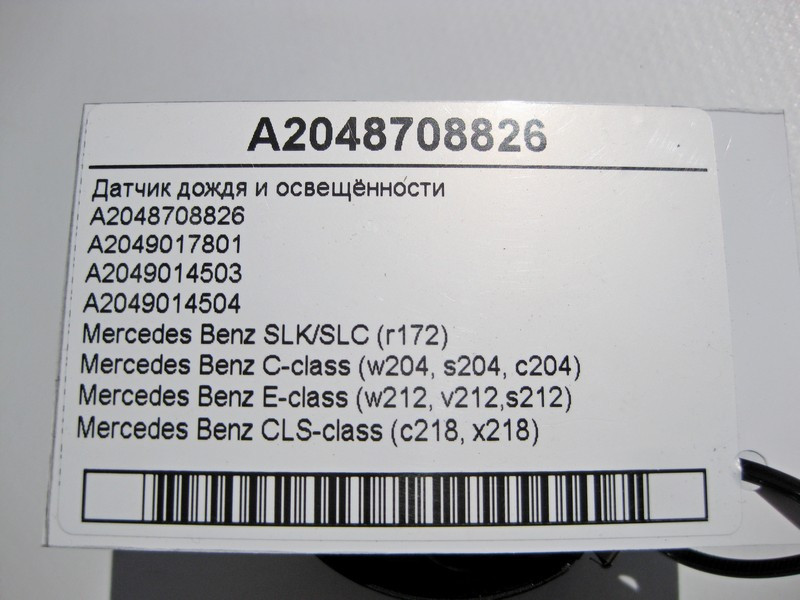 A2048708826
Датчик дождя и освещённости
A2048708826
A2049017801
A2049014503
A2049014504
Mercedes Benz SLK/SLC (r172)
Mercedes Benz C-class (w204, s204, c204)
Mercedes Benz E-class (w212, v212,s212)
Mercedes Benz CLS-class (c218, x218)